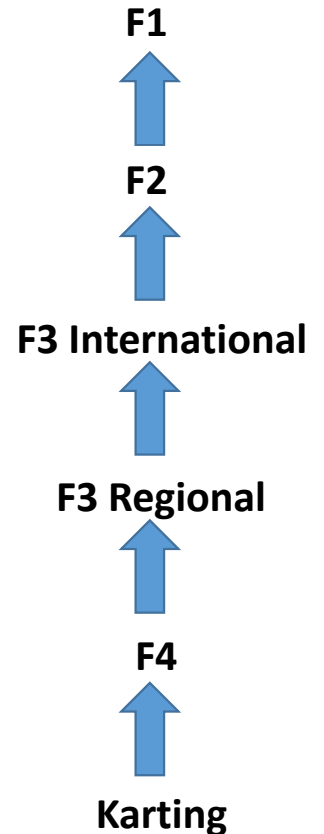 F1
F2
F3 International
F3 Regional
F4
Karting